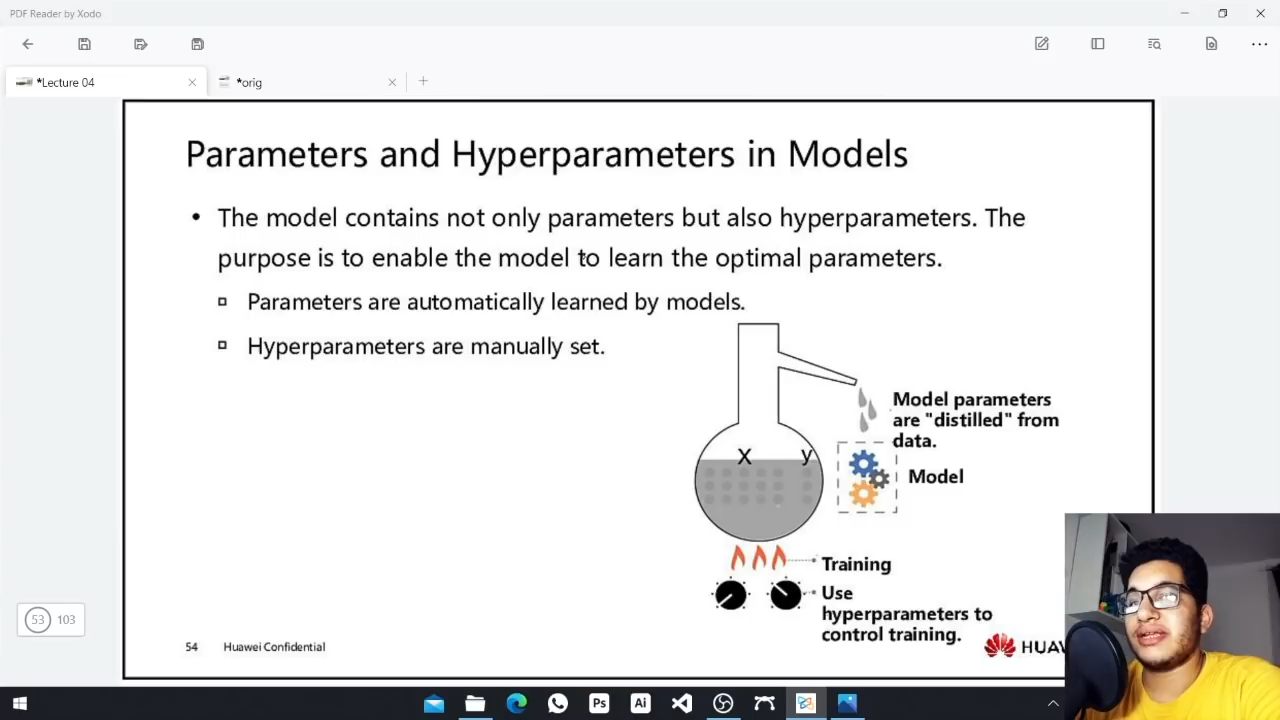 PDF Reader by Xodo
*Lecture 04
*orig
Parameters and Hyperparameters in Models
• The model contains not only parameters but also hyperparameters. The
purpose is to enable the model to learn the optimal parameters.
Parameters are automatically learned by models.
Hyperparameters are manually set.
X y
Model parameters
are "distilled" from
data.
Model
Training
Use
hyperparameters to
control training.
53 103
54 Huawei Confidential
HUAW
Ps
Ai